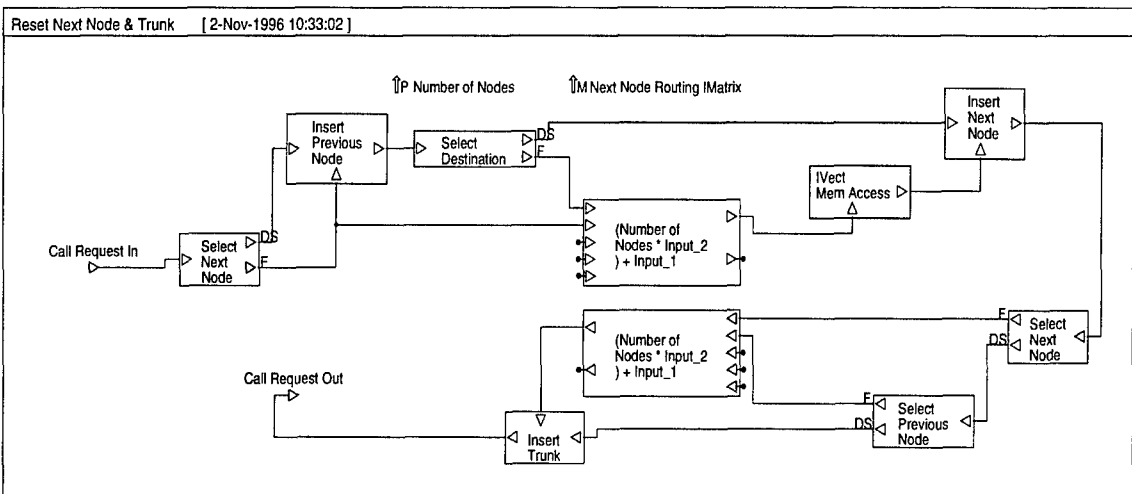 Reset Next Node & Trunk [ 2-Nov-1996 10:33:02 ]
⇑P Number of Nodes
⇑M Next Node Routing IMatrix
Insert
Previous
Node
Select
Destination
DS
F
Insert
Next
Node
IVect
Mem Access
Call Request In
Select
Next
Node
DS
F
(Number of
Nodes * Input_2
) + Input_1
(Number of
Nodes * Input_2
) + Input_1
F
DS
Select
Next
Node
Call Request Out
F
DS
Select
Previous
Node
Insert
Trunk